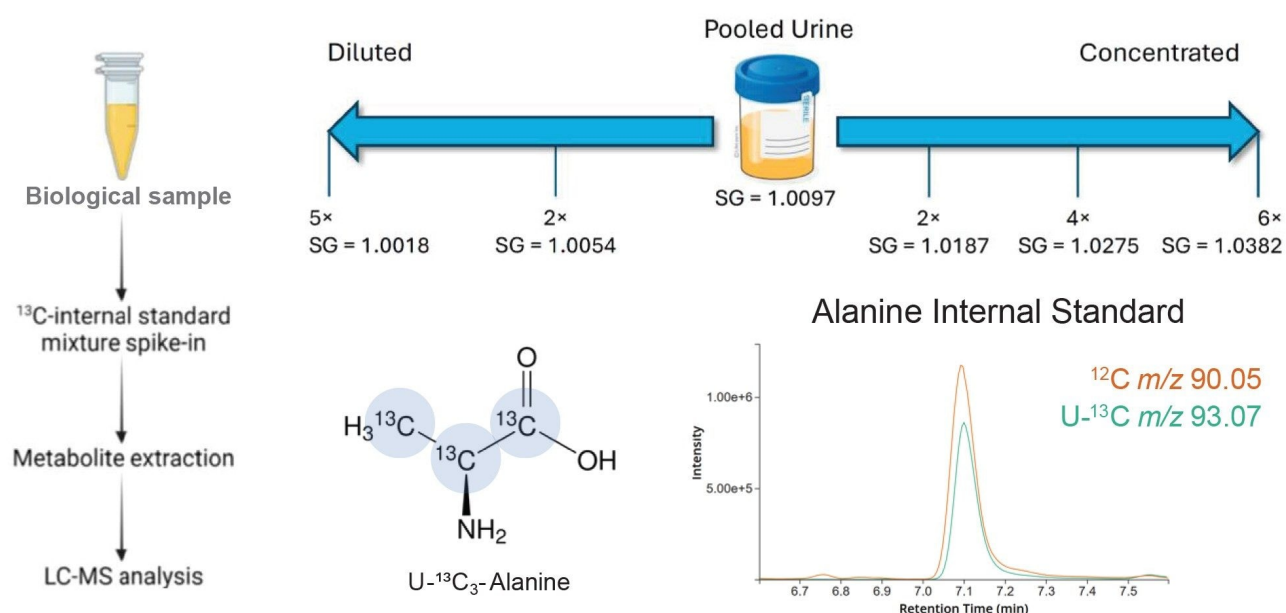 Biological sample
¹³C-internal standard
mixture spike-in
Metabolite extraction
LC-MS analysis
Diluted
Pooled Urine
Concentrated
STERILE
SG = 1.0097
5×
SG = 1.0018
2×
SG = 1.0054
2×
SG = 1.0187
4×
SG = 1.0275
6×
SG = 1.0382
O
H₃¹³C
¹³C
¹³C
OH
NH₂
U-¹³C₃-Alanine
Alanine Internal Standard
¹²C m/z 90.05
U-¹³C m/z 93.07
Intensity
1.00e+6
5.00e+5
6.7 6.8 6.9 7.0 7.1 7.2 7.3 7.4 7.5
Retention Time (min)